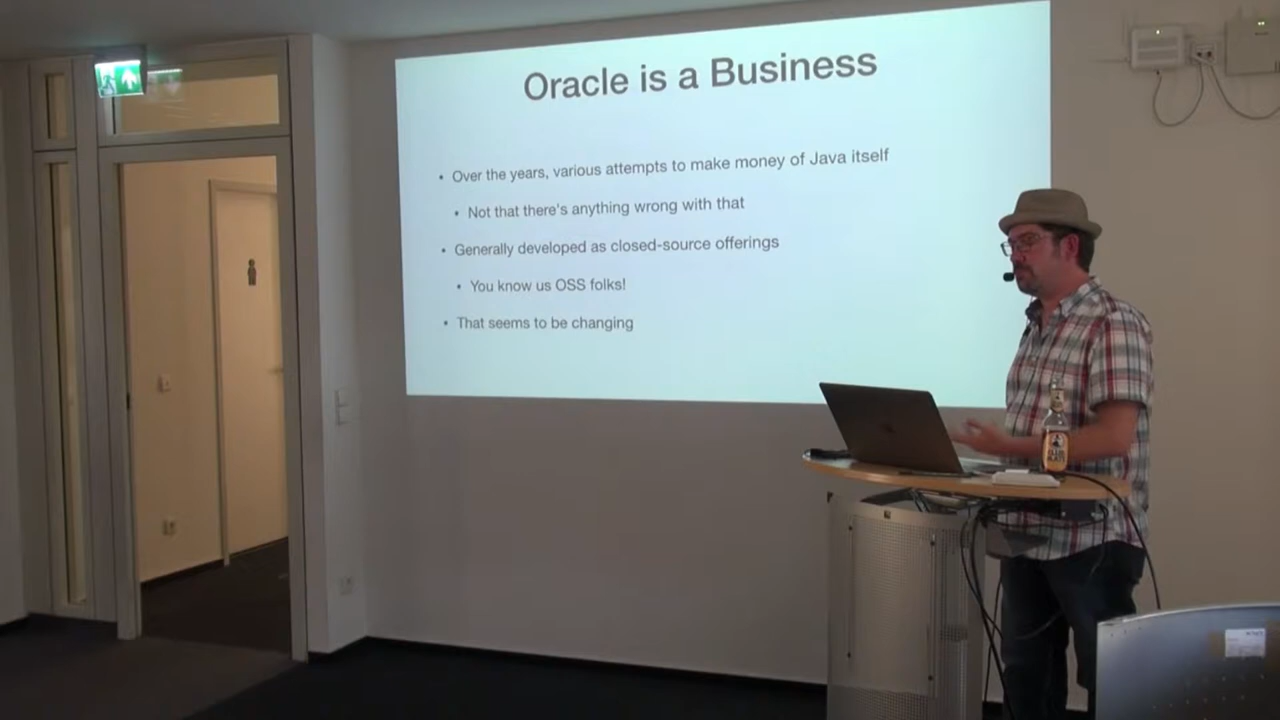 Oracle is a Business
• Over the years, various attempts to make money of Java itself
• Not that there's anything wrong with that
• Generally developed as closed-source offerings
• You know us OSS folks!
• That seems to be changing